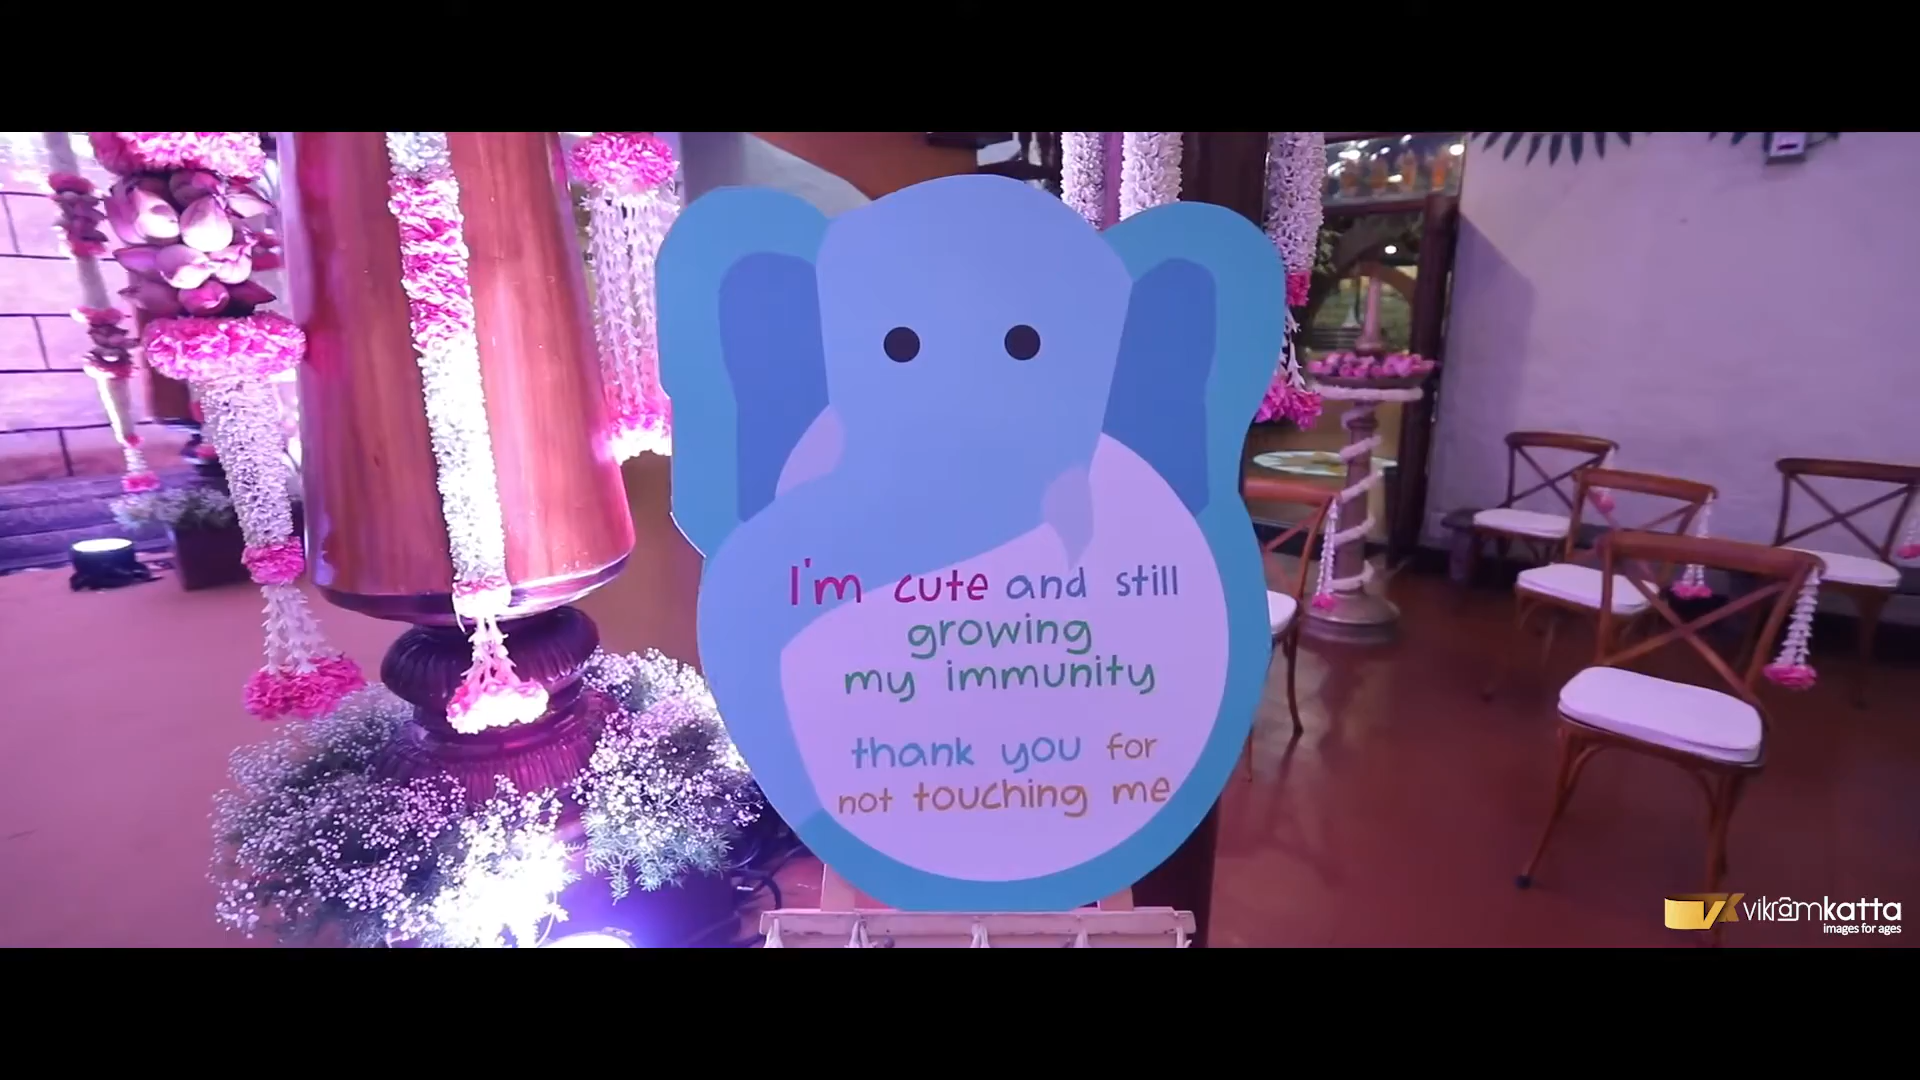 I'm cute and still
growing
my immunity
thank you for
not touching me
vikramkatta
images for ages